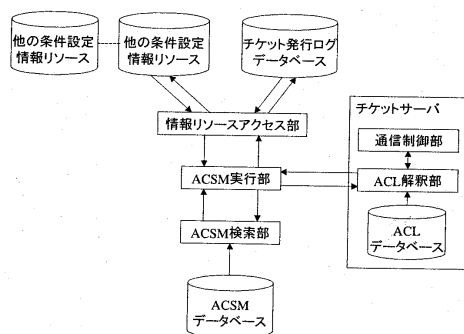 他の条件設定
情報リソース
他の条件設定
情報リソース
チケット発行ログ
データベース
情報リソースアクセス部
チケットサーバ
通信制御部
ACSM実行部
ACL解釈部
ACSM検索部
ACL
データベース
ACSM
データベース